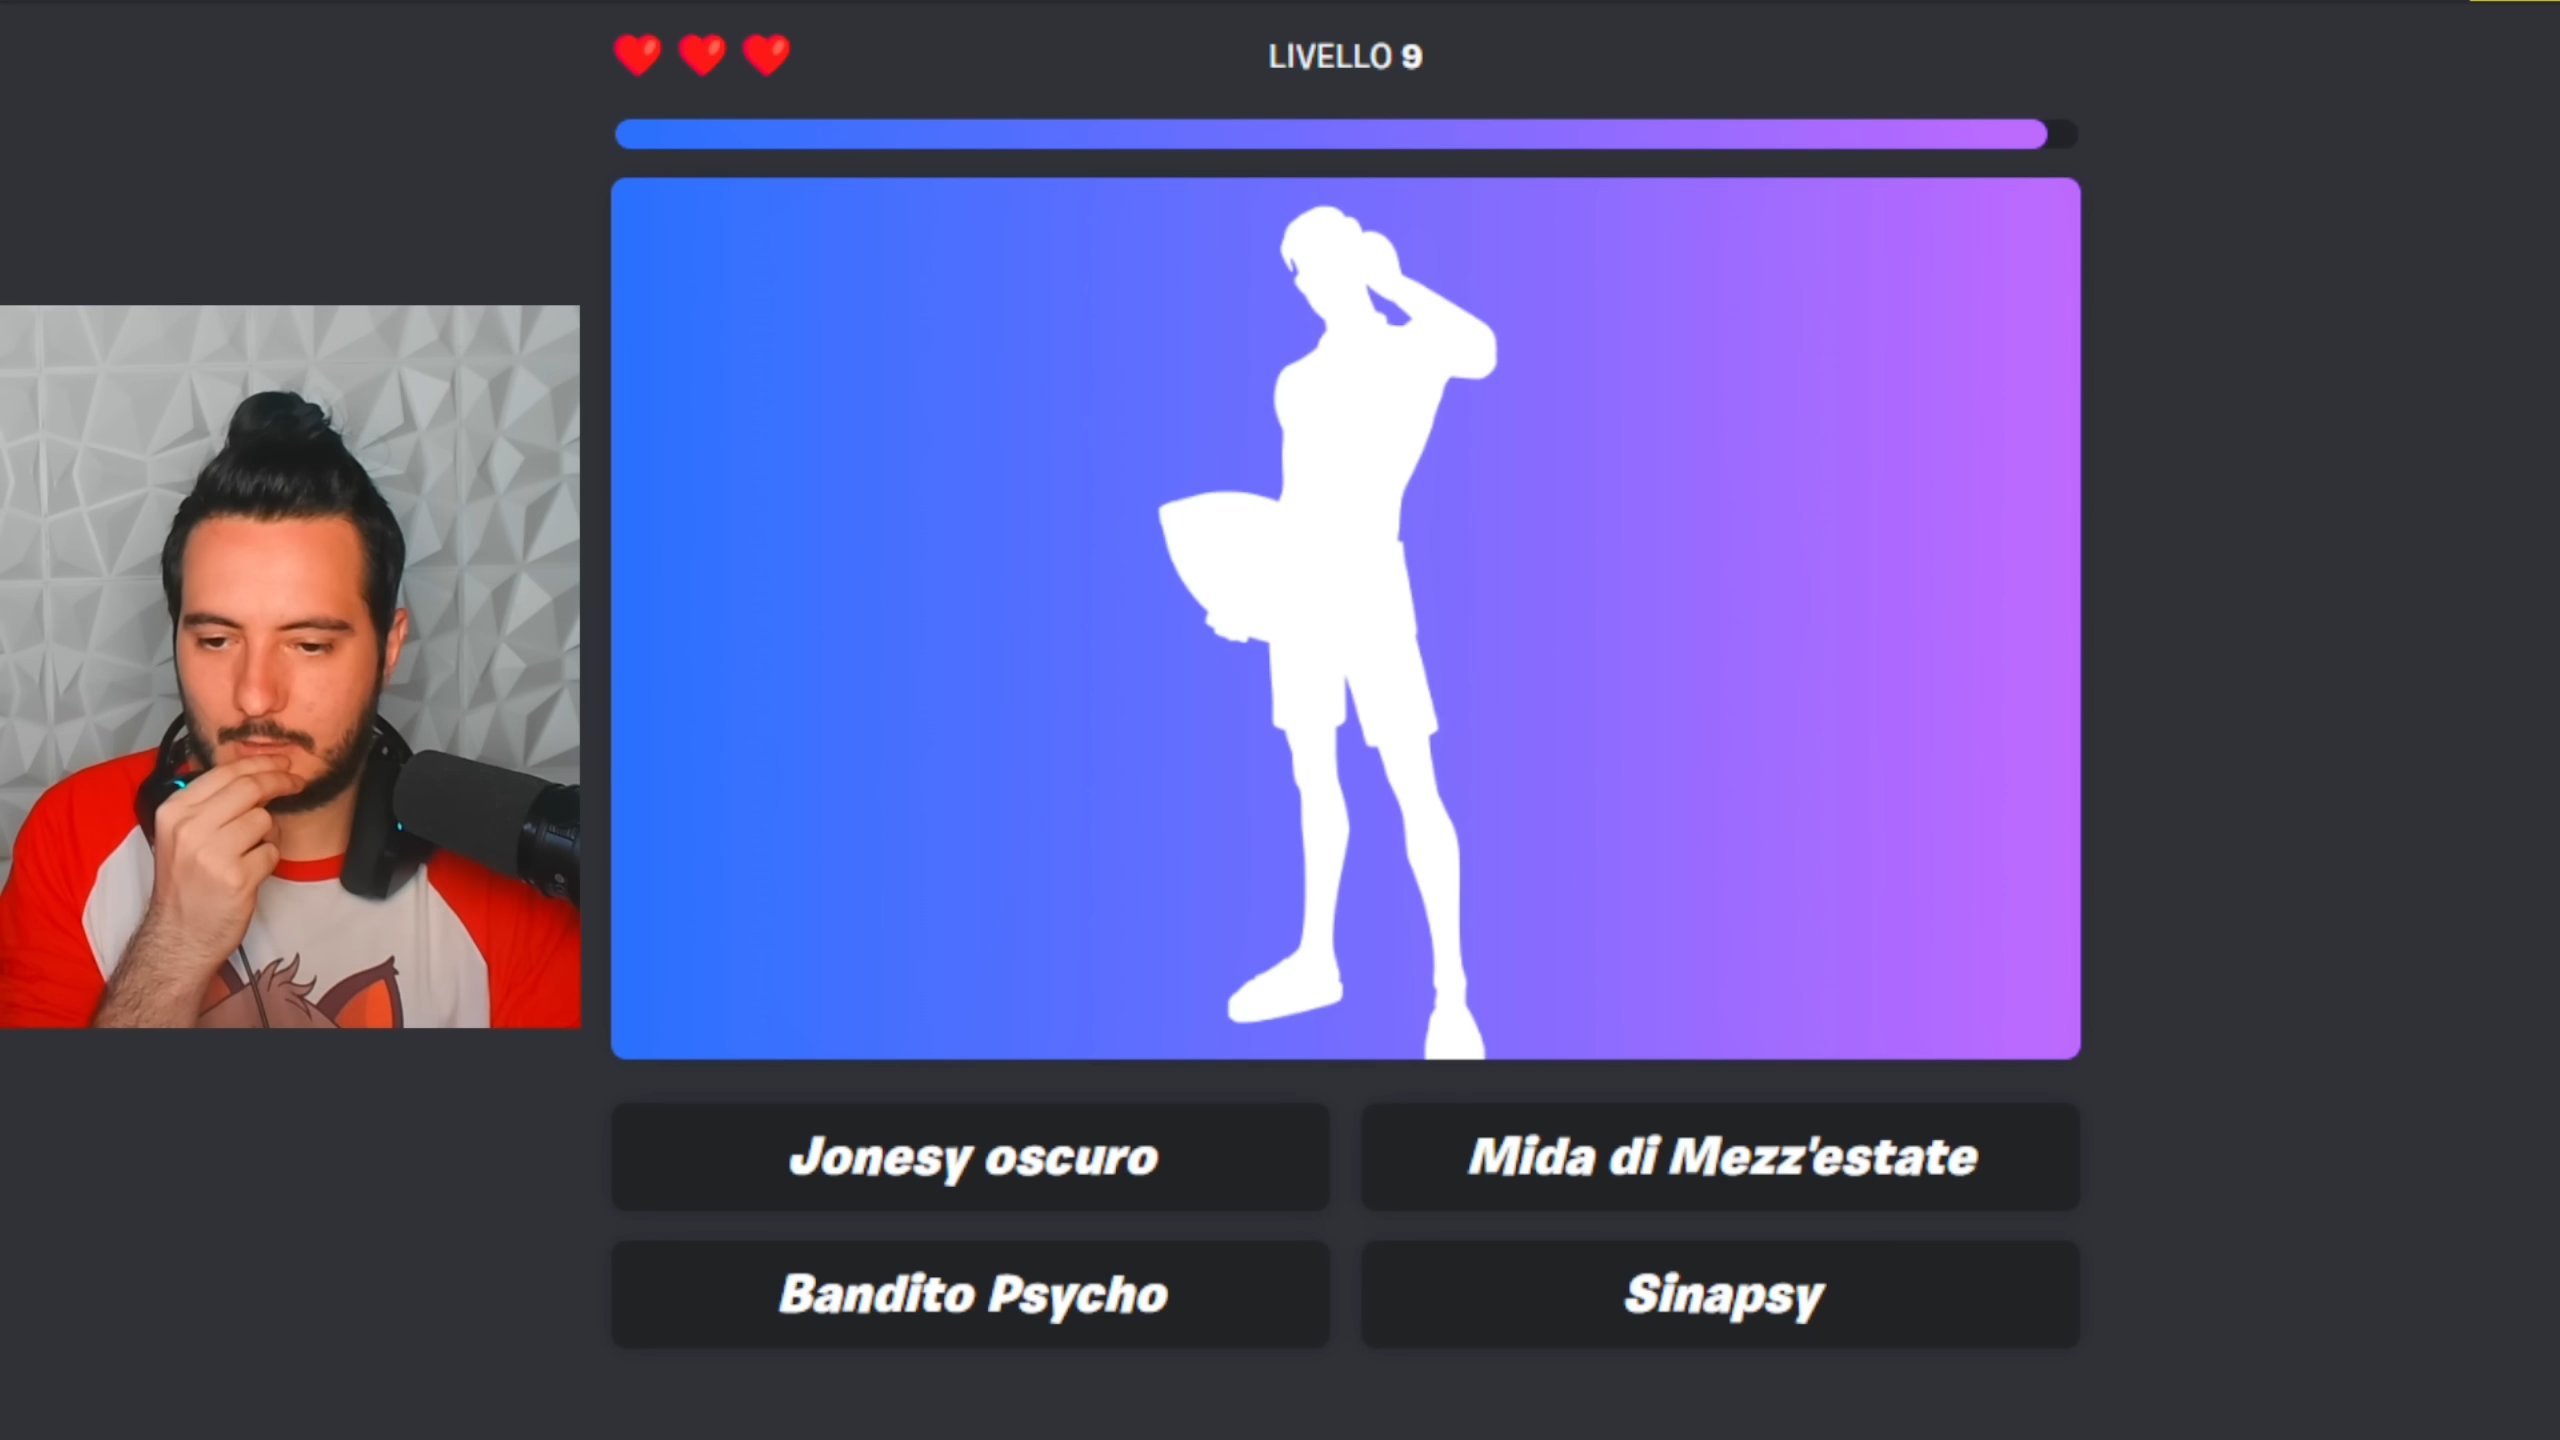 LIVELLO 9
Jonesy oscuro
Mida di Mezz'estate
Bandito Psycho
Sinapsy